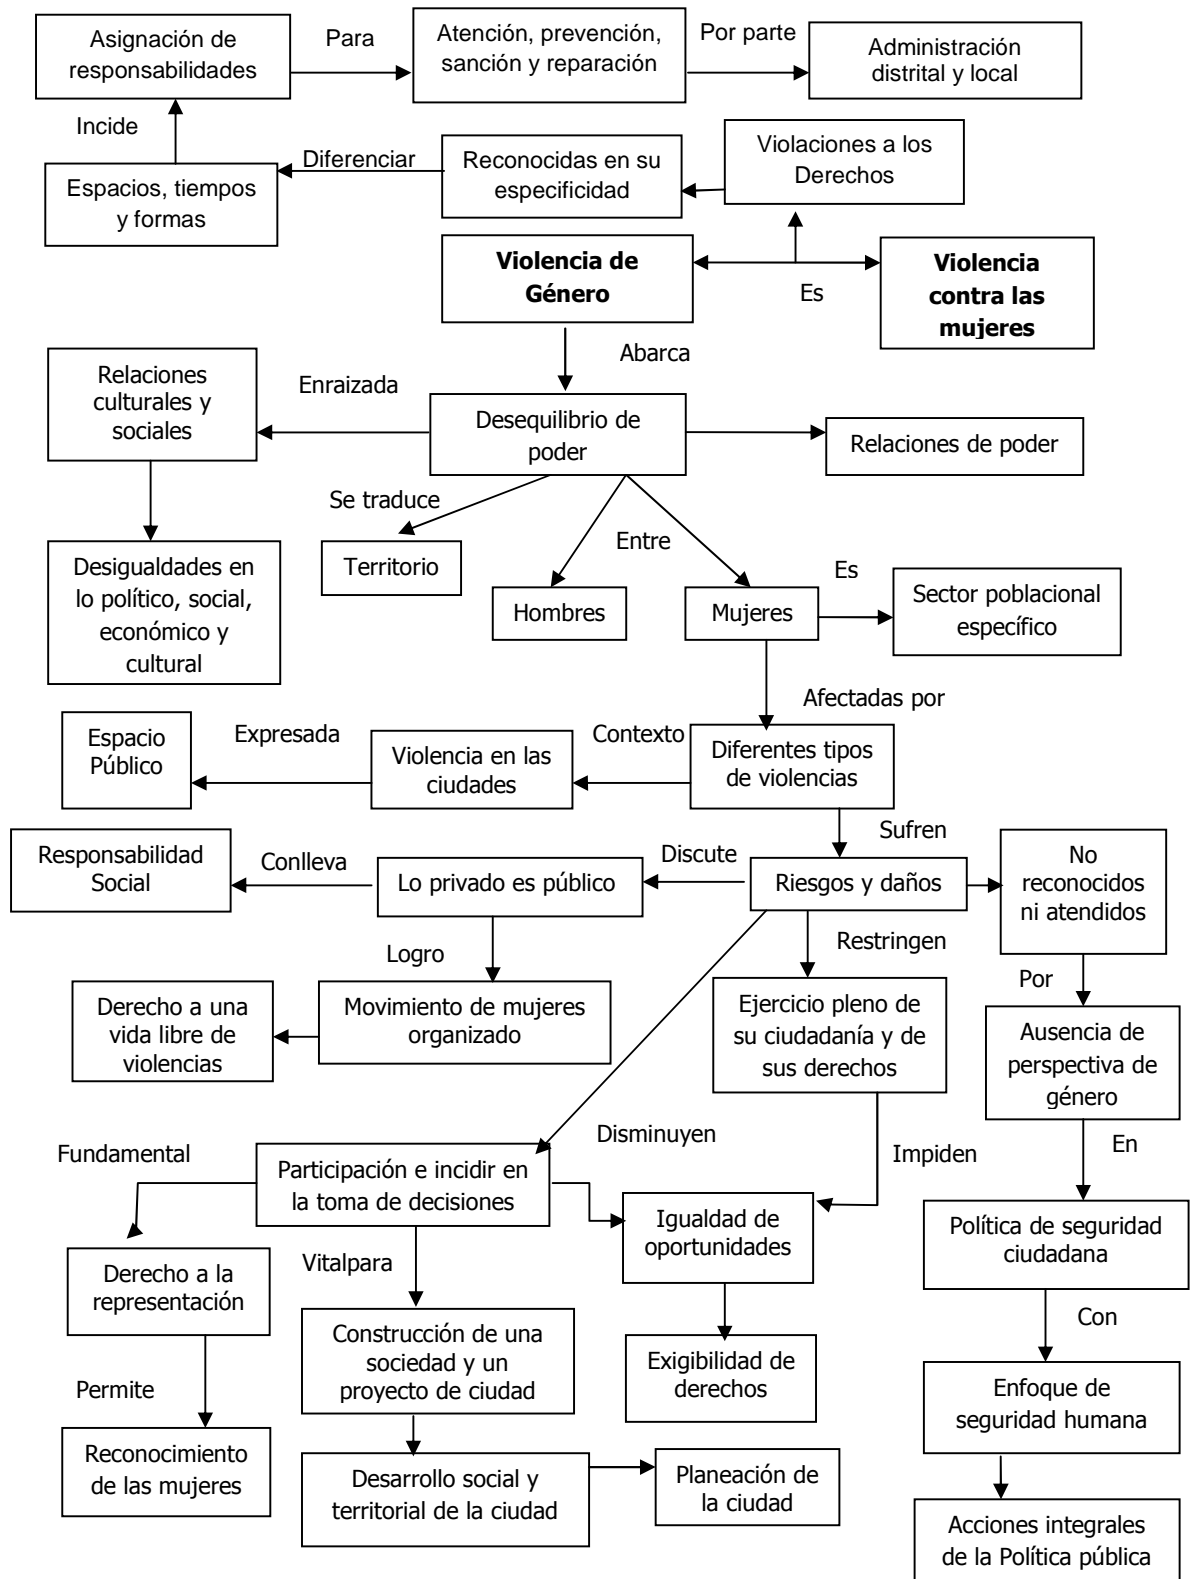 Asignación de
responsabilidades
Para
Atención, prevención,
sanción y reparación
Por parte
Administración
distrital y local
Incide
Espacios, tiempos
y formas
Diferenciar
Reconocidas en su
especificidad
Violaciones a los
Derechos
Violencia de
Género
Es
Violencia
contra las
mujeres
Abarca
Relaciones
culturales y
sociales
Enraizada
Desequilibrio de
poder
Relaciones de poder
Se traduce
Entre
Desigualdades en
lo político, social,
económico y
cultural
Territorio
Hombres
Mujeres
Es
Sector poblacional
específico
Afectadas por
Espacio
Público
Expresada
Violencia en las
ciudades
Contexto
Diferentes tipos
de violencias
Sufren
Responsabilidad
Social
Conlleva
Lo privado es público
Discute
Riesgos y daños
No
reconocidos
ni atendidos
Logro
Restringen
Por
Derecho a una
vida libre de
violencias
Movimiento de mujeres
organizado
Ejercicio pleno de
su ciudadanía y de
sus derechos
Ausencia de
perspectiva de
género
Fundamental
Participación e incidir en
la toma de decisiones
Disminuyen
Impiden
En
Derecho a la
representación
Vitalpara
Igualdad de
oportunidades
Política de seguridad
ciudadana
Con
Permite
Construcción de una
sociedad y un
proyecto de ciudad
Exigibilidad de
derechos
Enfoque de
seguridad humana
Reconocimiento
de las mujeres
Desarrollo social y
territorial de la ciudad
Planeación de
la ciudad
Acciones integrales
de la Política pública